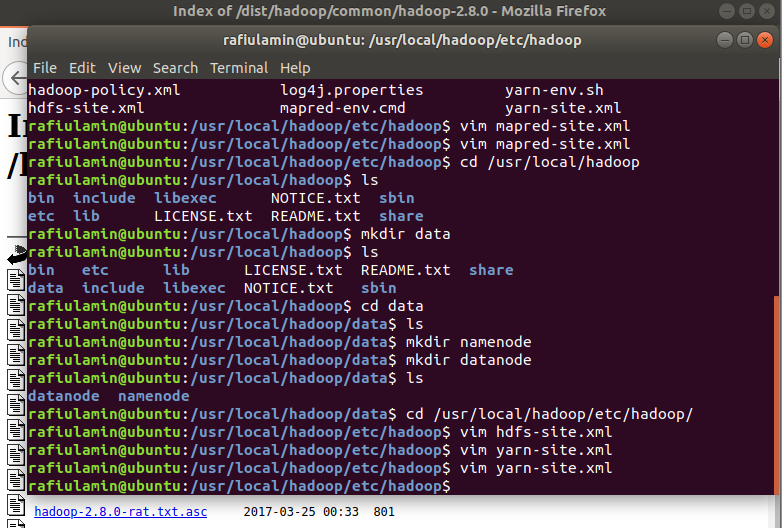 Index of /dist/hadoop/common/hadoop-2.8.0 - Mozilla Firefox
rafiulamin@ubuntu: /usr/local/hadoop/etc/hadoop
File Edit View Search Terminal Help
hadoop-policy.xml log4j.properties yarn-env.sh
hdfs-site.xml mapred-env.cmd yarn-site.xml
rafiulamin@ubuntu:/usr/local/hadoop/etc/hadoop$ vim mapred-site.xml
rafiulamin@ubuntu:/usr/local/hadoop/etc/hadoop$ vim mapred-site.xml
rafiulamin@ubuntu:/usr/local/hadoop/etc/hadoop$ cd /usr/local/hadoop
rafiulamin@ubuntu:/usr/local/hadoop$ ls
bin include libexec NOTICE.txt sbin
etc lib LICENSE.txt README.txt share
rafiulamin@ubuntu:/usr/local/hadoop$ mkdir data
rafiulamin@ubuntu:/usr/local/hadoop$ ls
bin etc lib LICENSE.txt README.txt share
data include libexec NOTICE.txt sbin
rafiulamin@ubuntu:/usr/local/hadoop$ cd data
rafiulamin@ubuntu:/usr/local/hadoop/data$ ls
rafiulamin@ubuntu:/usr/local/hadoop/data$ mkdir namenode
rafiulamin@ubuntu:/usr/local/hadoop/data$ mkdir datanode
rafiulamin@ubuntu:/usr/local/hadoop/data$ ls
datanode namenode
rafiulamin@ubuntu:/usr/local/hadoop/data$ cd /usr/local/hadoop/etc/hadoop/
rafiulamin@ubuntu:/usr/local/hadoop/etc/hadoop$ vim hdfs-site.xml
rafiulamin@ubuntu:/usr/local/hadoop/etc/hadoop$ vim yarn-site.xml
rafiulamin@ubuntu:/usr/local/hadoop/etc/hadoop$ vim yarn-site.xml
rafiulamin@ubuntu:/usr/local/hadoop/etc/hadoop$
hadoop-2.8.0-rat.txt.asc 2017-03-25 00:33 801